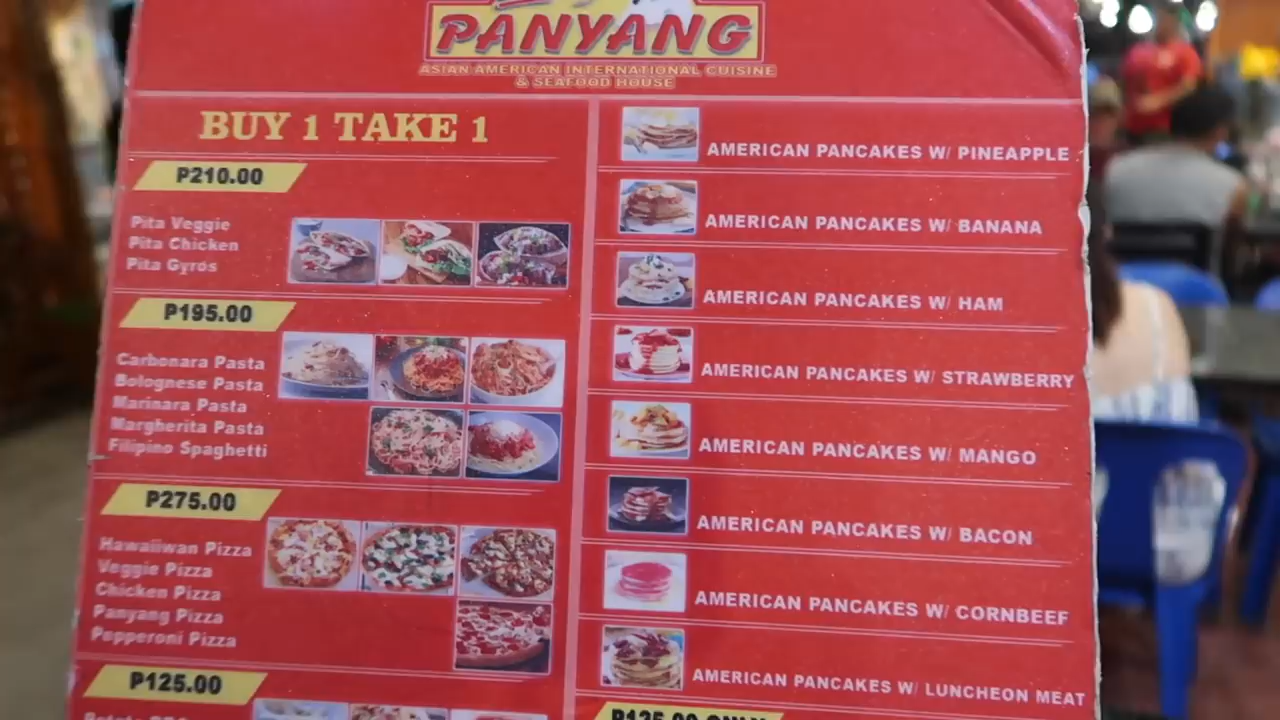 PANYANG
ASIAN AMERICAN INTERNATIONAL CUISINE
& SEAFOOD HOUSE
BUY 1 TAKE 1
P210.00
Pita Veggie
Pita Chicken
Pita Gyros
P195.00
Carbonara Pasta
Bolognese Pasta
Marinara Pasta
Margherita Pasta
Filipino Spaghetti
P275.00
Hawaiiwan Pizza
Veggie Pizza
Chicken Pizza
Panyang Pizza
Pepperoni Pizza
P125.00
AMERICAN PANCAKES W/ PINEAPPLE
AMERICAN PANCAKES W/ BANANA
AMERICAN PANCAKES W/ HAM
AMERICAN PANCAKES W/ STRAWBERRY
AMERICAN PANCAKES W/ MANGO
AMERICAN PANCAKES W/ BACON
AMERICAN PANCAKES W/ CORNBEEF
AMERICAN PANCAKES W/ LUNCHEON MEAT
P135.00 ONLY